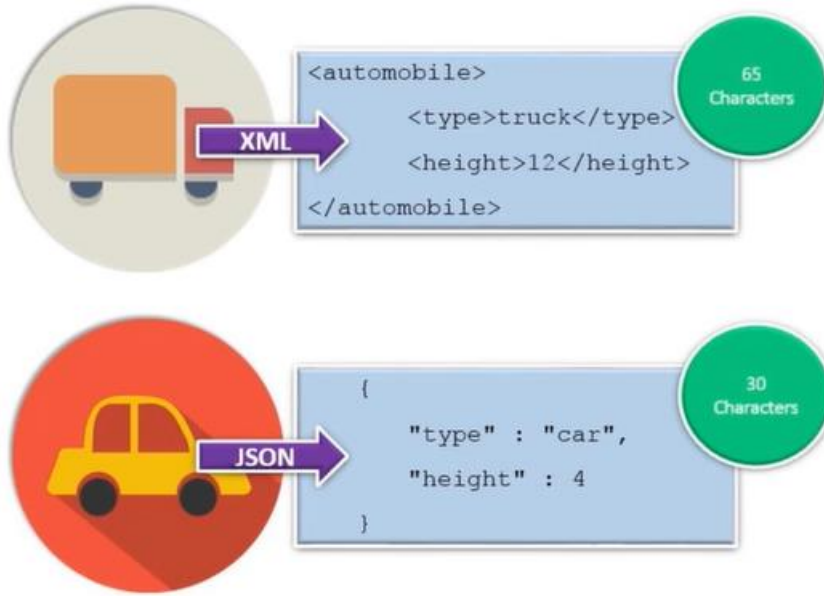 <automobile>
<type>truck</type>
<height>12</height>
</automobile>
XML
65
Characters
{
"type" : "car",
"height" : 4
}
JSON
30
Characters